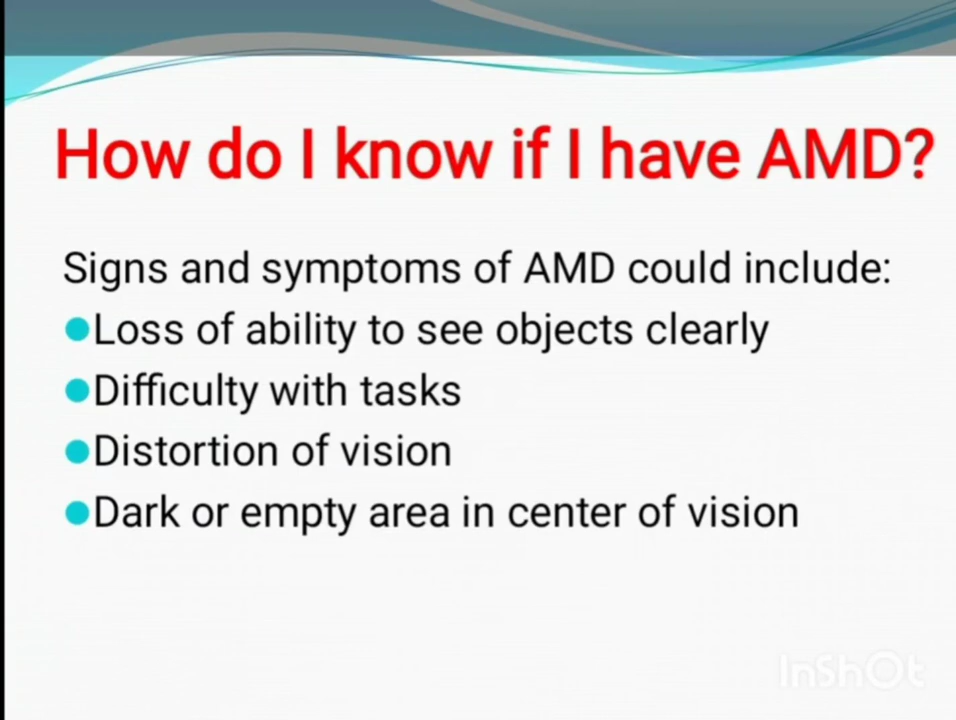 How do I know if I have AMD?
Signs and symptoms of AMD could include:
●Loss of ability to see objects clearly
●Difficulty with tasks
●Distortion of vision
●Dark or empty area in center of vision
InShOt